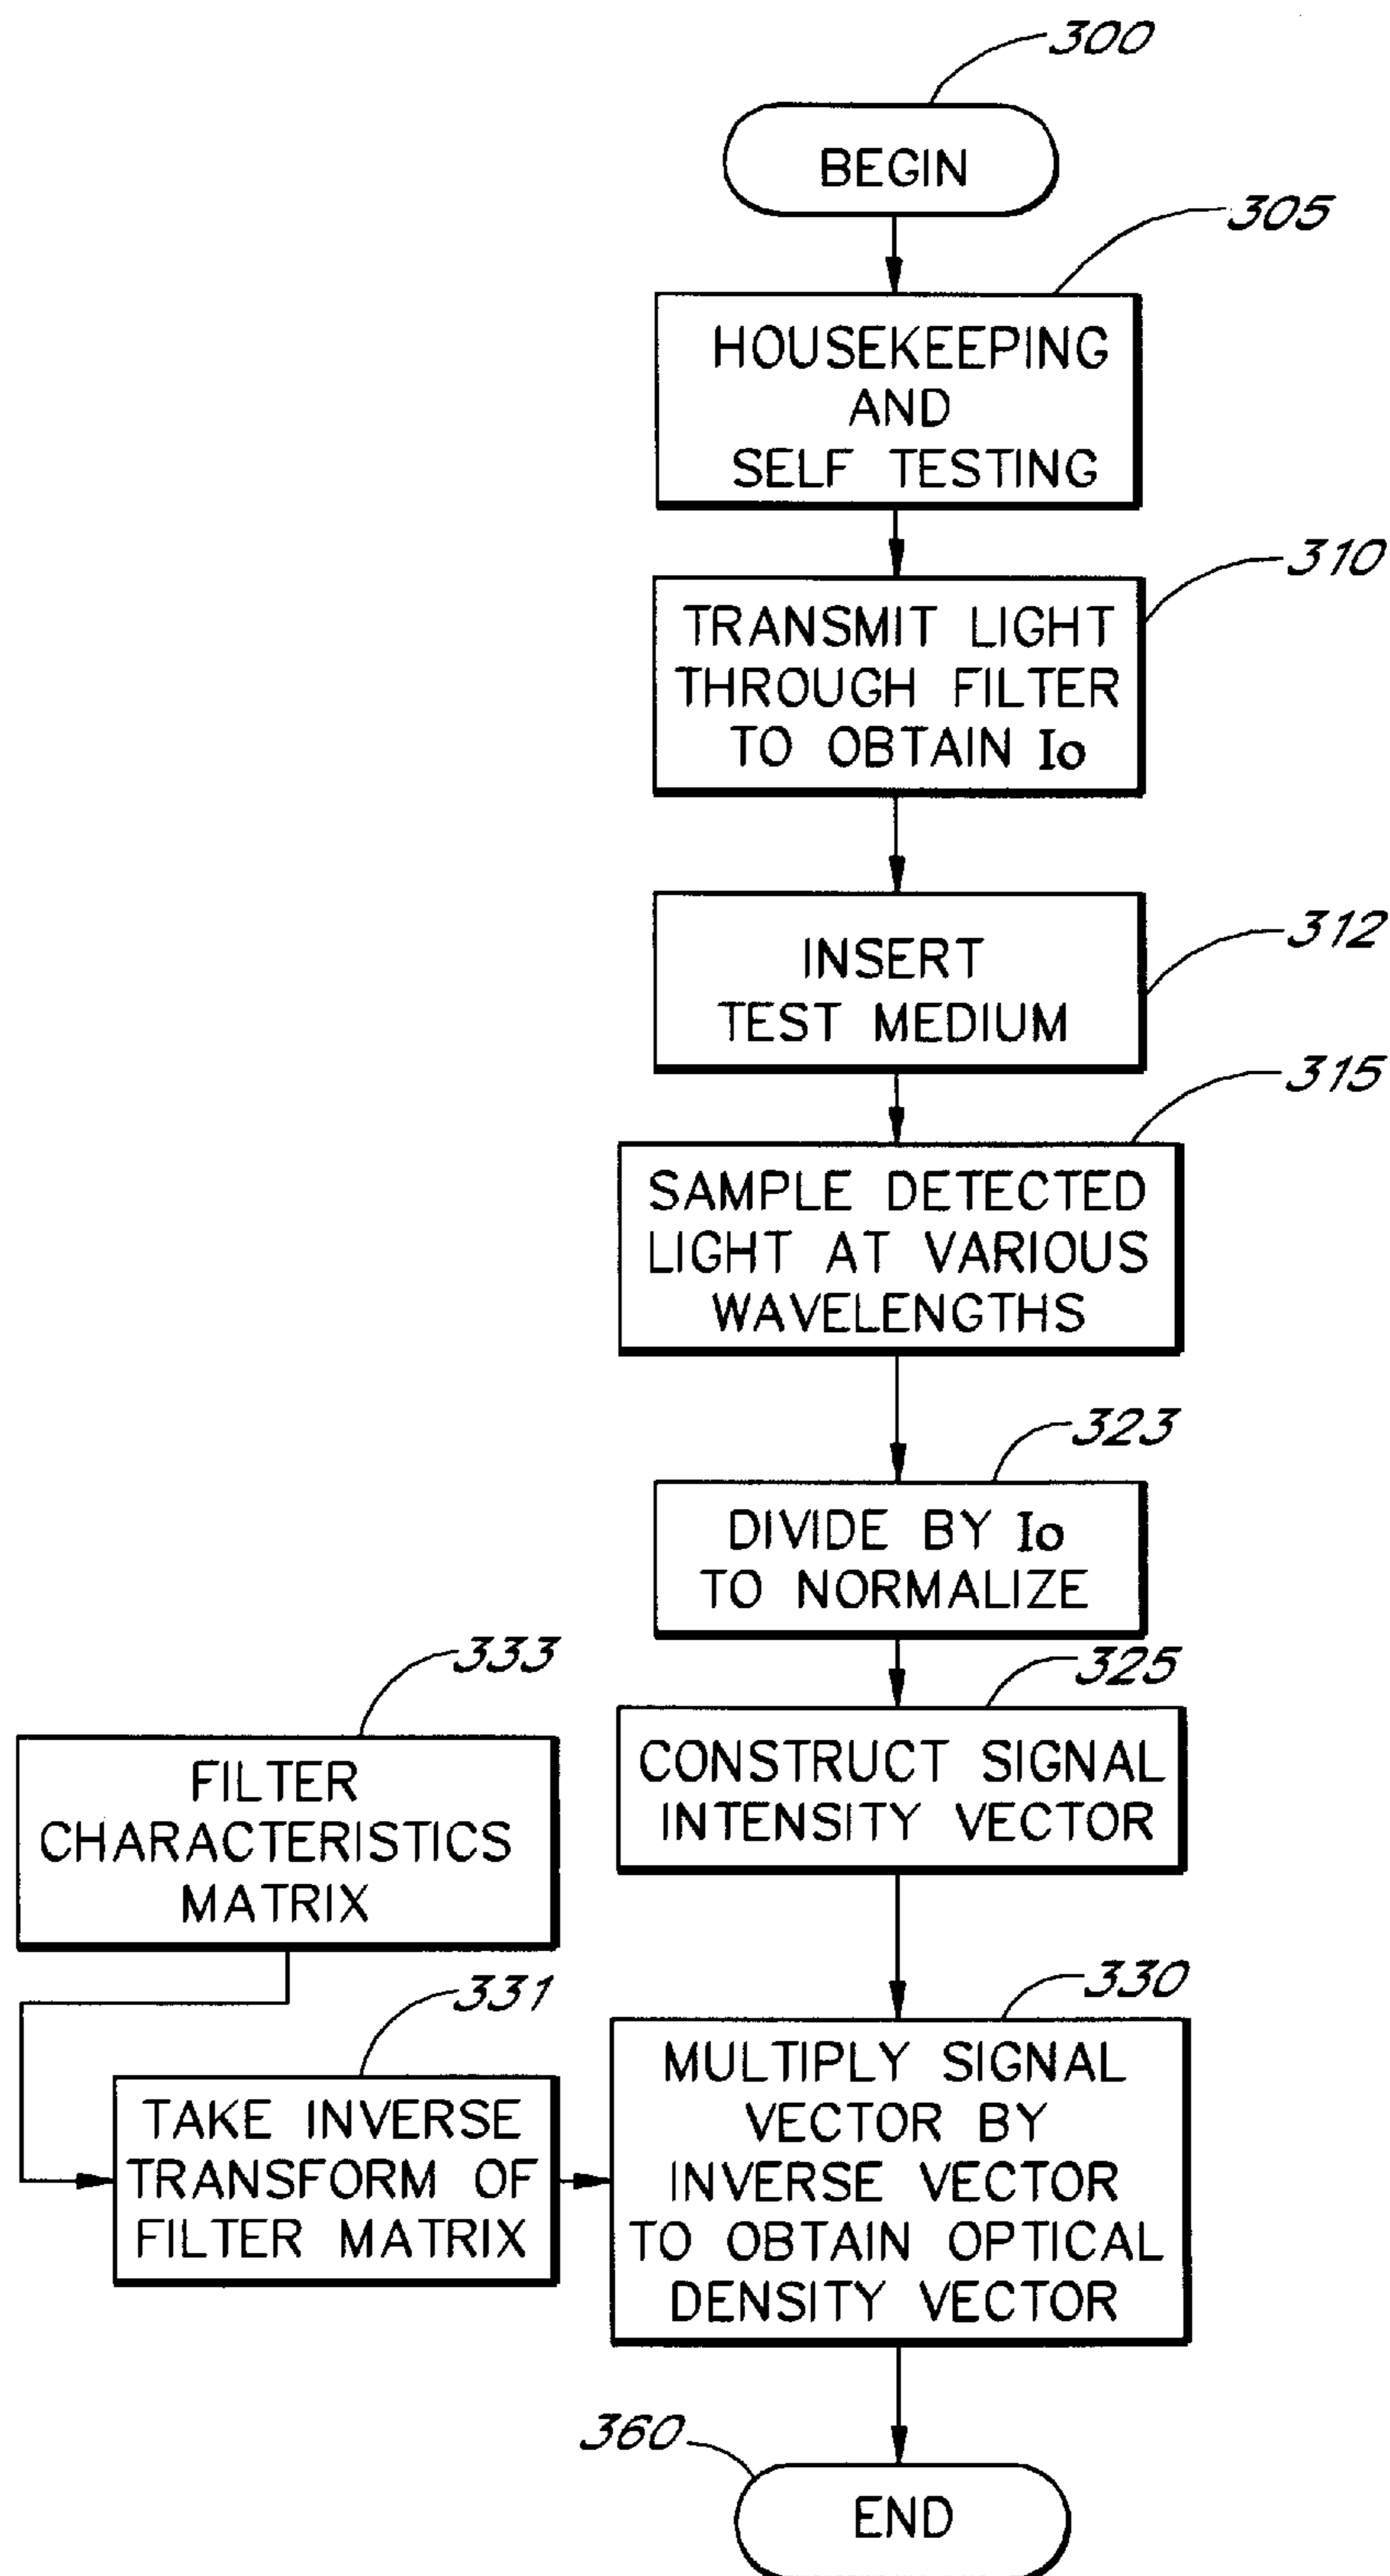 300
BEGIN
305
HOUSEKEEPING
AND
SELF TESTING
310
TRANSMIT LIGHT
THROUGH FILTER
TO OBTAIN Io
312
INSERT
TEST MEDIUM
315
SAMPLE DETECTED
LIGHT AT VARIOUS
WAVELENGTHS
323
DIVIDE BY Io
TO NORMALIZE
325
CONSTRUCT SIGNAL
INTENSITY VECTOR
333
FILTER
CHARACTERISTICS
MATRIX
331
TAKE INVERSE
TRANSFORM OF
FILTER MATRIX
330
MULTIPLY SIGNAL
VECTOR BY
INVERSE VECTOR
TO OBTAIN OPTICAL
DENSITY VECTOR
360
END